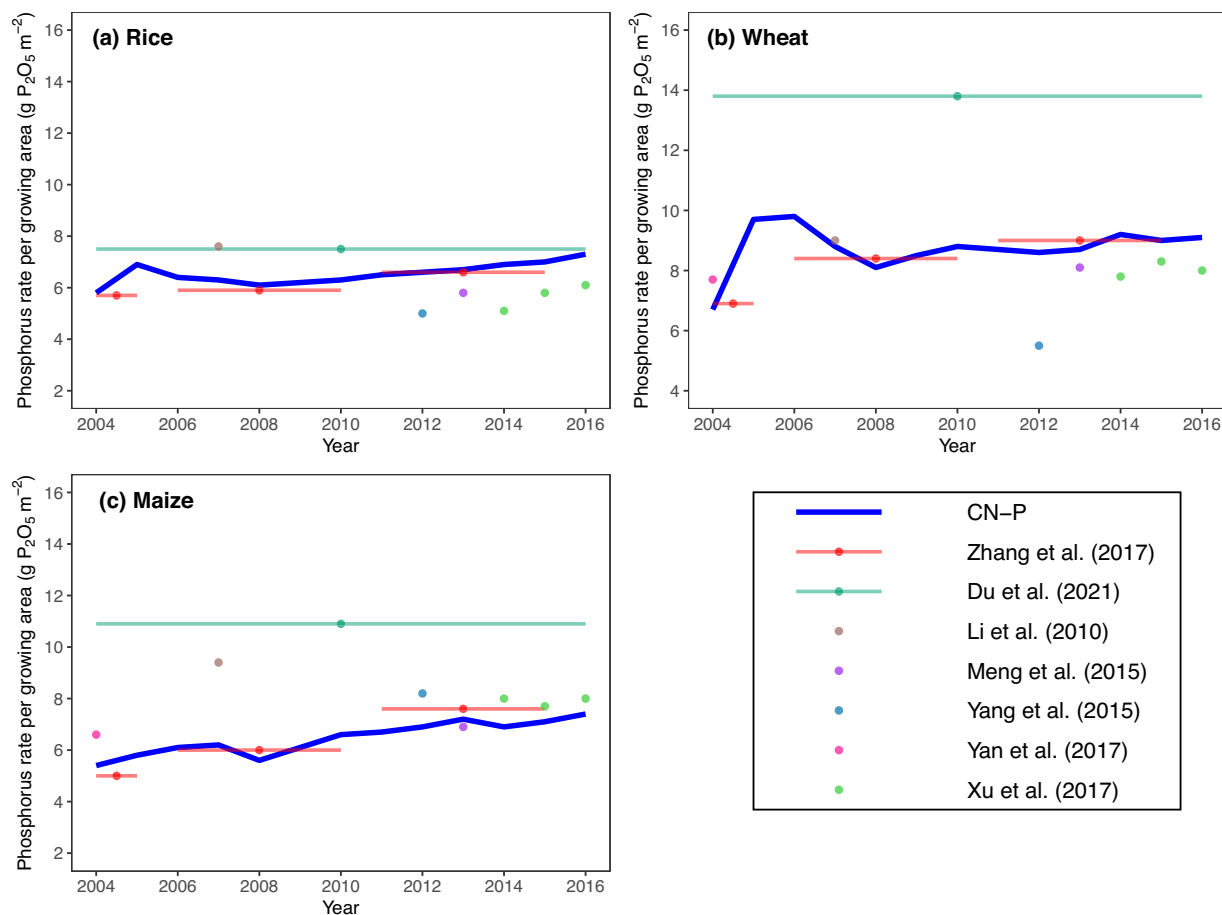 (a) Rice
Phosphorus rate per growing area (g P₂O₅ m⁻²)
16
14
12
10
8
6
4
2
2004 2006 2008 2010 2012 2014 2016
Year
(b) Wheat
Phosphorus rate per growing area (g P₂O₅ m⁻²)
16
14
12
10
8
6
4
2004 2006 2008 2010 2012 2014 2016
Year
(c) Maize
Phosphorus rate per growing area (g P₂O₅ m⁻²)
16
14
12
10
8
6
4
2
2004 2006 2008 2010 2012 2014 2016
Year
CN−P
Zhang et al. (2017)
Du et al. (2021)
Li et al. (2010)
Meng et al. (2015)
Yang et al. (2015)
Yan et al. (2017)
Xu et al. (2017)